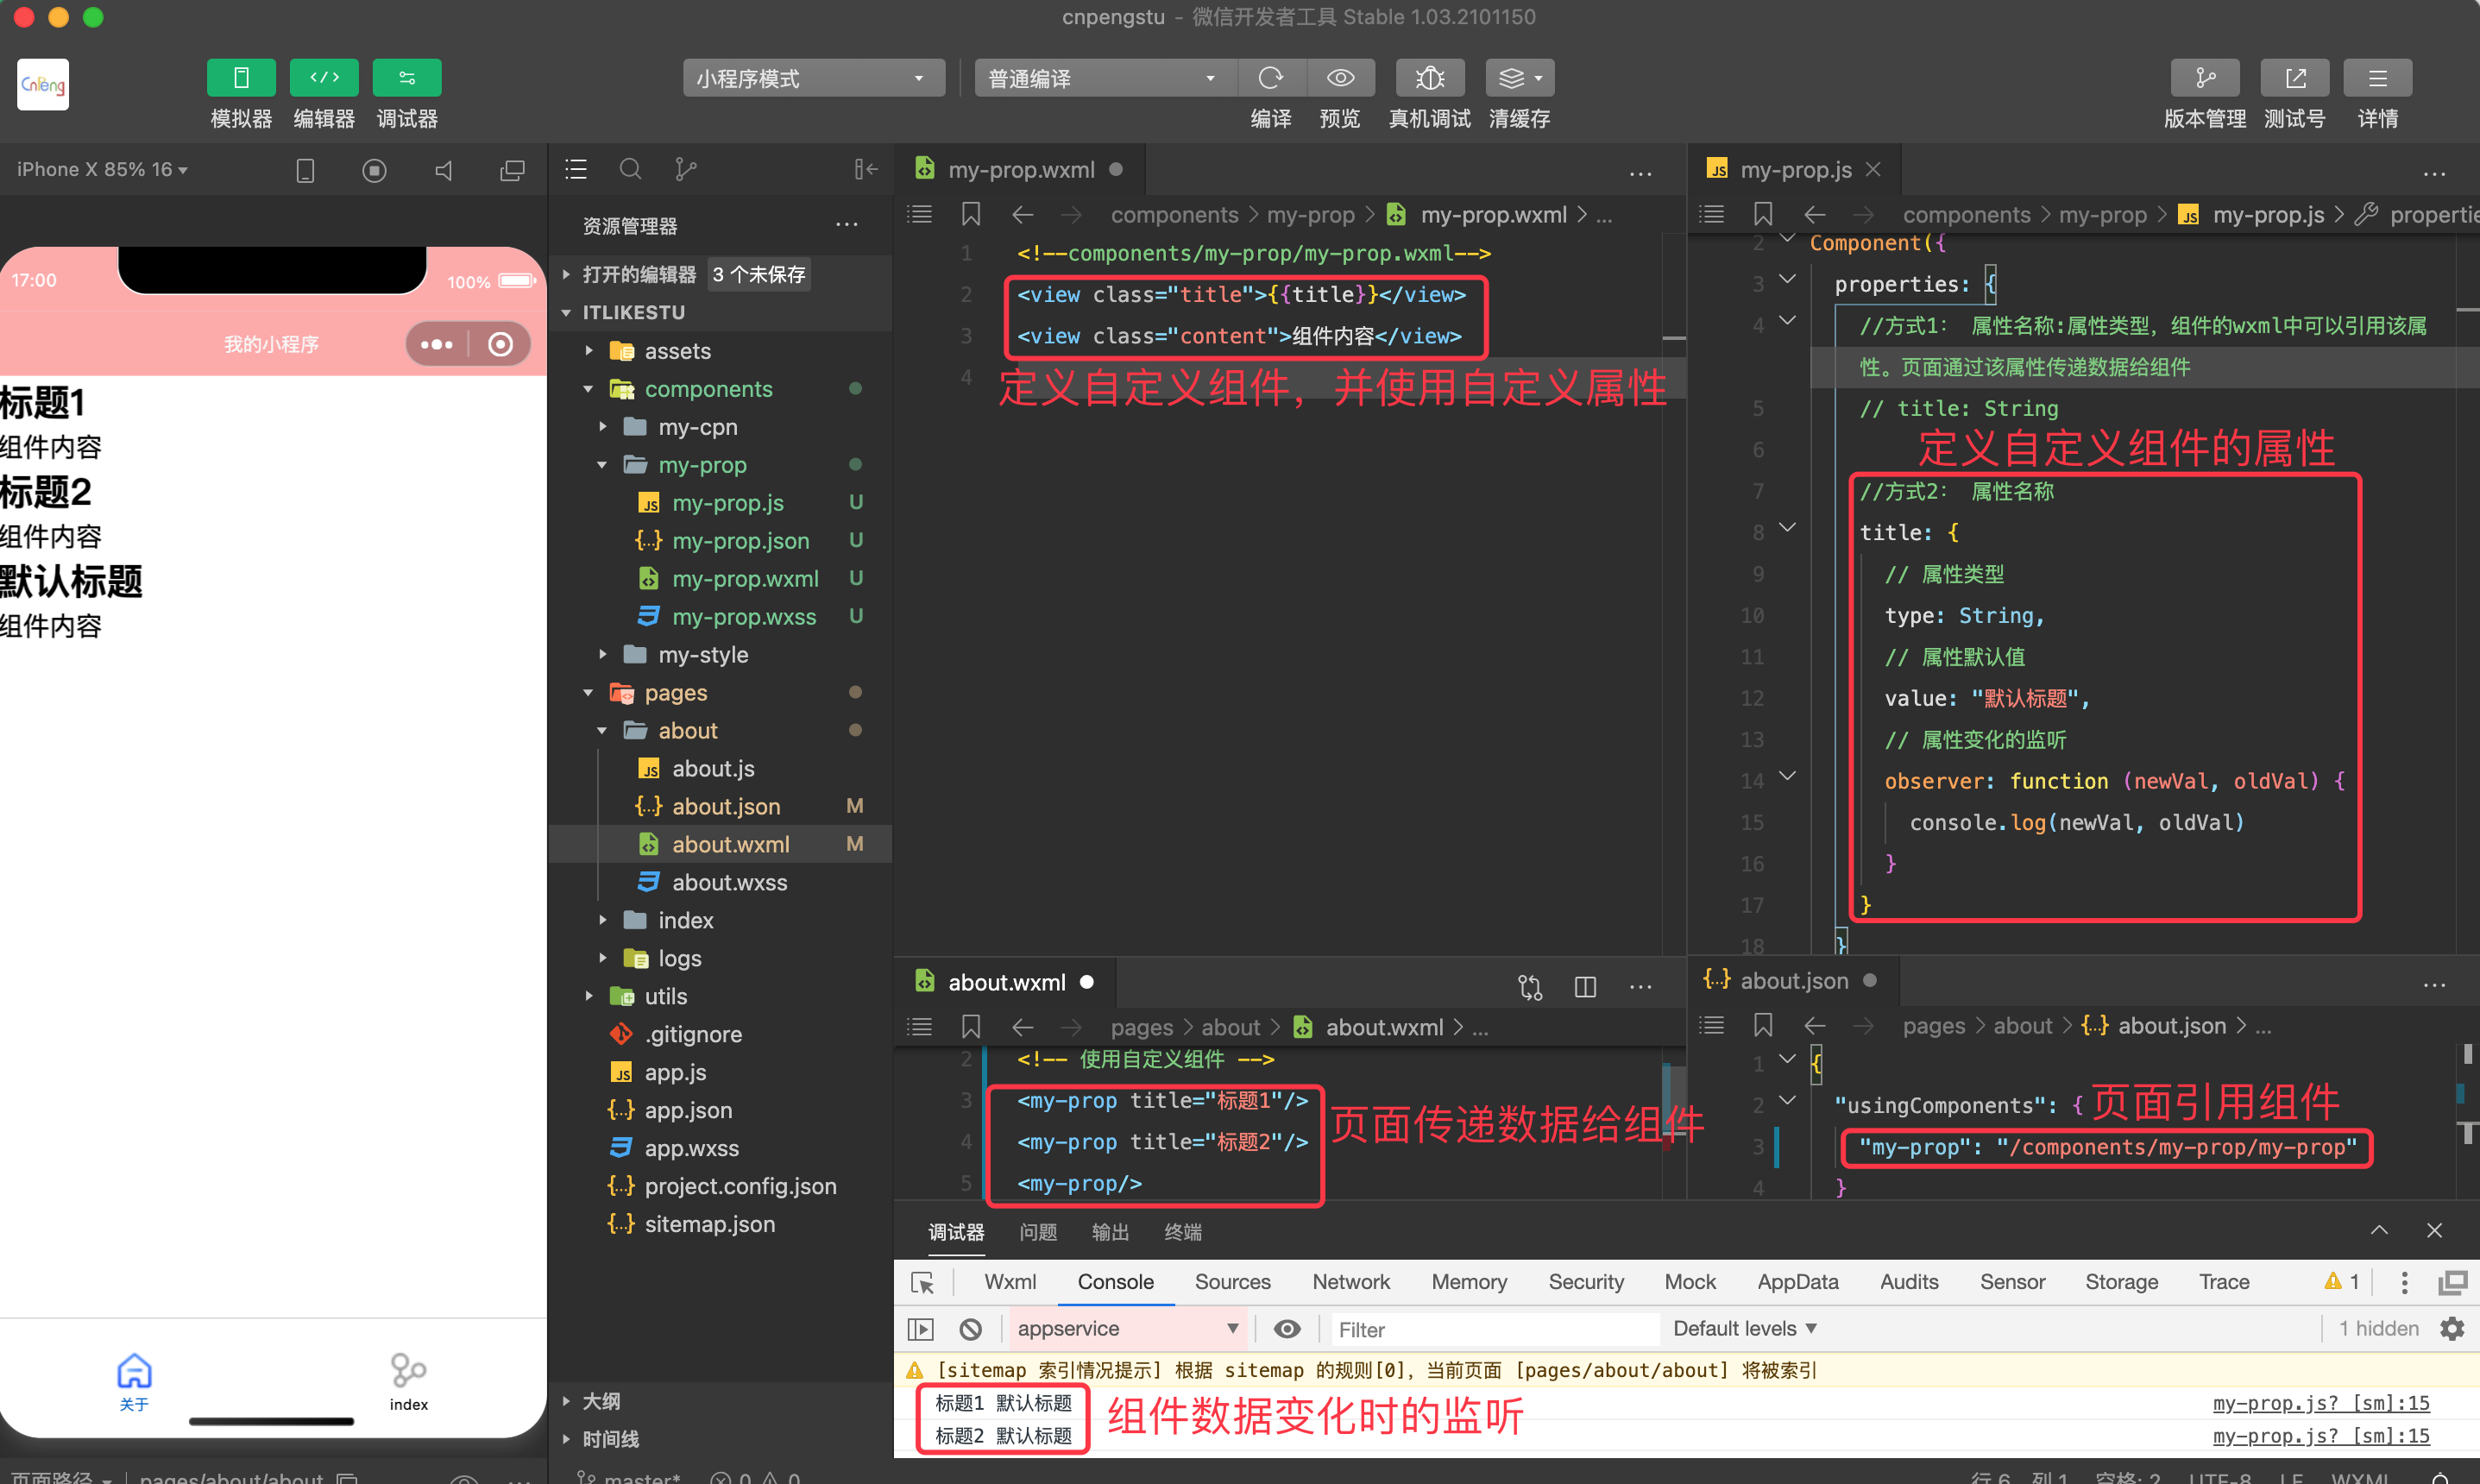 cnpengstu - 微信开发者工具 Stable 1.03.2101150
CnPeng
模拟器 编辑器 调试器
小程序模式
普通编译
编译 预览 真机调试 清缓存
版本管理 测试号 详情
iPhone X 85% 16
17:00
100%
我的小程序
标题1
组件内容
标题2
组件内容
默认标题
组件内容
关于
index
资源管理器
打开的编辑器 3 个未保存
ITLIKESTU
assets
components
my-cpn
my-prop
my-prop.js U
my-prop.json U
my-prop.wxml U
my-prop.wxss U
my-style
pages
about
about.js
about.json M
about.wxml M
about.wxss
index
logs
utils
.gitignore
app.js
app.json
app.wxss
project.config.json
sitemap.json
大纲
时间线
my-prop.wxml
components > my-prop > my-prop.wxml > ...
1 <!--components/my-prop/my-prop.wxml-->
2 <view class="title">{{title}}</view>
3 <view class="content">组件内容</view>
4
定义自定义组件，并使用自定义属性
my-prop.js
components > my-prop > my-prop.js > propertie
2 Component({
3 properties: {
4 //方式1： 属性名称:属性类型，组件的wxml中可以引用该属
性。页面通过该属性传递数据给组件
5 // title: String
6
定义自定义组件的属性
7 //方式2： 属性名称
8 title: {
9 // 属性类型
10 type: String,
11 // 属性默认值
12 value: "默认标题",
13 // 属性变化的监听
14 observer: function (newVal, oldVal) {
15 console.log(newVal, oldVal)
16 }
17 }
18 }
about.wxml
pages > about > about.wxml > ...
2 <!-- 使用自定义组件 -->
3 <my-prop title="标题1"/>
4 <my-prop title="标题2"/>
5 <my-prop/>
页面传递数据给组件
about.json
pages > about > about.json > ...
1 {
2 "usingComponents": {
页面引用组件
3 "my-prop": "/components/my-prop/my-prop"
4 }
调试器 问题 输出 终端
Wxml Console Sources Network Memory Security Mock AppData Audits Sensor Storage Trace 1
appservice Filter Default levels 1 hidden
[sitemap 索引情况提示] 根据 sitemap 的规则[0]，当前页面 [pages/about/about] 将被索引
标题1 默认标题 my-prop.js? [sm]:15
标题2 默认标题 my-prop.js? [sm]:15
组件数据变化时的监听
页面路径 pages/about/about
master* 0 0
行 6，列 1 空格: 2 UTF-8 LF WXML